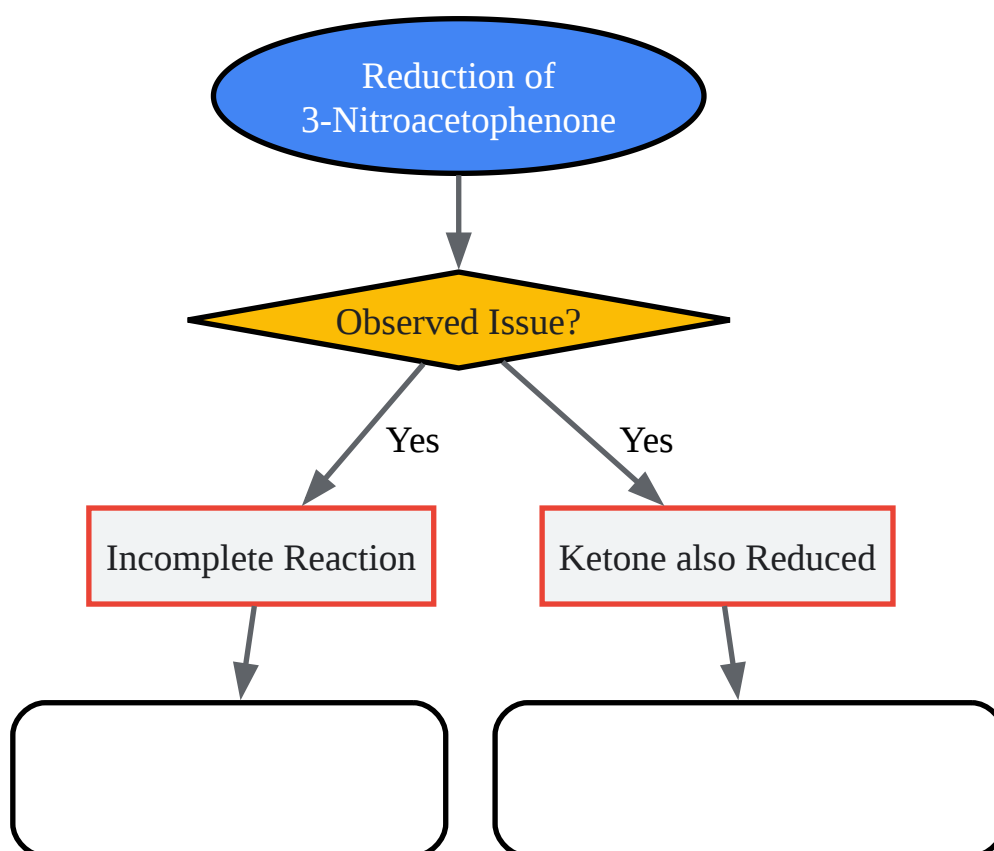 Reduction of
3-Nitroacetophenone
Observed Issue?
Yes
Yes
Incomplete Reaction
Ketone also Reduced